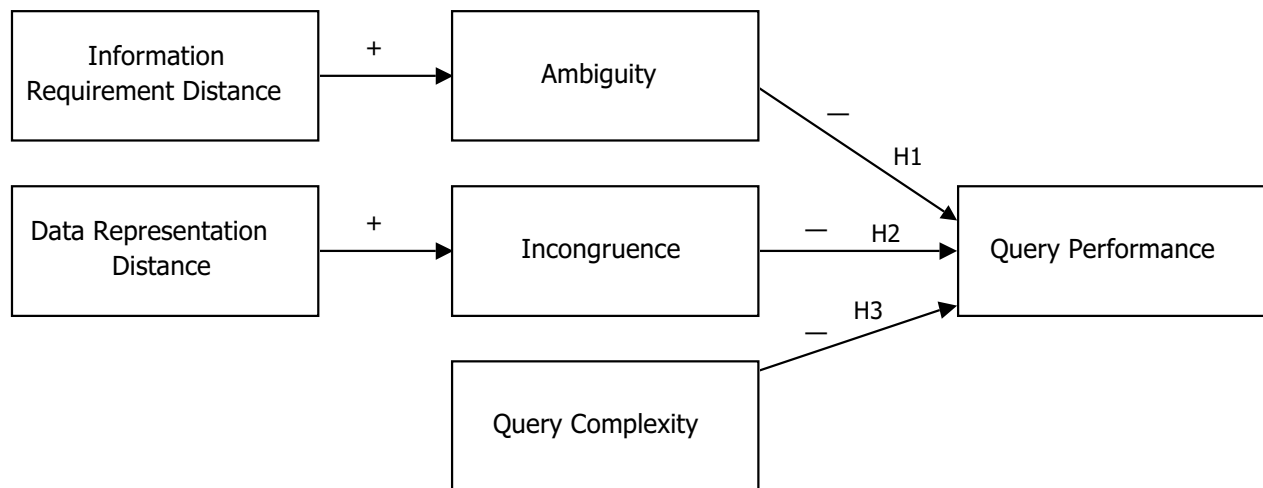 Information
Requirement Distance
+
Ambiguity
—
H1
Data Representation
Distance
+
Incongruence
—
H2
Query Performance
H3
—
Query Complexity